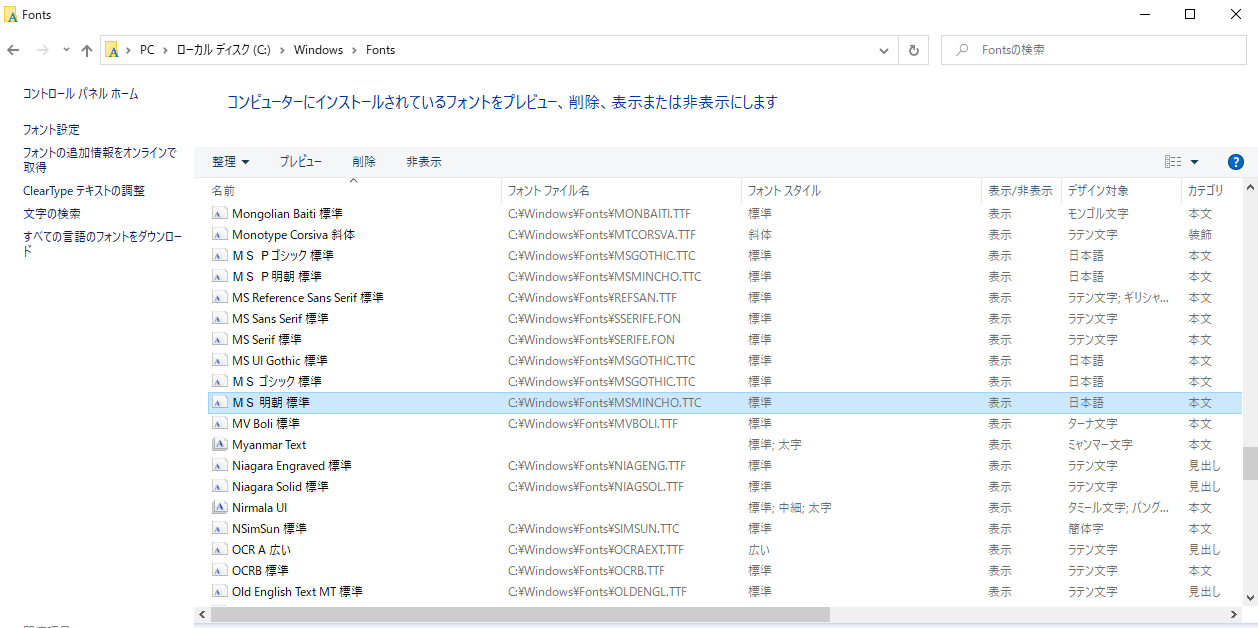 Fonts
PC › ローカル ディスク (C:) › Windows › Fonts
Fontsの検索
コントロール パネル ホーム
フォント設定
フォントの追加情報をオンラインで
取得
ClearType テキストの調整
文字の検索
すべての言語のフォントをダウンロー
ド
コンピューターにインストールされているフォントをプレビュー、削除、表示または非表示にします
整理 プレビュー 削除 非表示
名前 フォント ファイル名 フォント スタイル 表示/非表示 デザイン対象 カテゴリ
Mongolian Baiti 標準 C:¥Windows¥Fonts¥MONBAITI.TTF 標準 表示 モンゴル文字 本文
Monotype Corsiva 斜体 C:¥Windows¥Fonts¥MTCORSVA.TTF 斜体 表示 ラテン文字 装飾
ＭＳ Ｐゴシック 標準 C:¥Windows¥Fonts¥MSGOTHIC.TTC 標準 表示 日本語 本文
ＭＳ Ｐ明朝 標準 C:¥Windows¥Fonts¥MSMINCHO.TTC 標準 表示 日本語 本文
MS Reference Sans Serif 標準 C:¥Windows¥Fonts¥REFSAN.TTF 標準 表示 ラテン文字; ギリシャ... 本文
MS Sans Serif 標準 C:¥Windows¥Fonts¥SSERIFE.FON 標準 表示 ラテン文字 本文
MS Serif 標準 C:¥Windows¥Fonts¥SERIFE.FON 標準 表示 ラテン文字 本文
MS UI Gothic 標準 C:¥Windows¥Fonts¥MSGOTHIC.TTC 標準 表示 日本語 本文
ＭＳ ゴシック 標準 C:¥Windows¥Fonts¥MSGOTHIC.TTC 標準 表示 日本語 本文
ＭＳ 明朝 標準 C:¥Windows¥Fonts¥MSMINCHO.TTC 標準 表示 日本語 本文
MV Boli 標準 C:¥Windows¥Fonts¥MVBOLI.TTF 標準 表示 ターナ文字 本文
Myanmar Text 標準; 太字 表示 ミャンマー文字 本文
Niagara Engraved 標準 C:¥Windows¥Fonts¥NIAGENG.TTF 標準 表示 ラテン文字 見出し
Niagara Solid 標準 C:¥Windows¥Fonts¥NIAGSOL.TTF 標準 表示 ラテン文字 見出し
Nirmala UI 標準; 中細; 太字 表示 タミール文字; バング... 本文
NSimSun 標準 C:¥Windows¥Fonts¥SIMSUN.TTC 標準 表示 簡体字 本文
OCR A 広い C:¥Windows¥Fonts¥OCRAEXT.TTF 広い 表示 ラテン文字 見出し
OCRB 標準 C:¥Windows¥Fonts¥OCRB.TTF 標準 表示 ラテン文字 本文
Old English Text MT 標準 C:¥Windows¥Fonts¥OLDENGL.TTF 標準 表示 ラテン文字 見出し